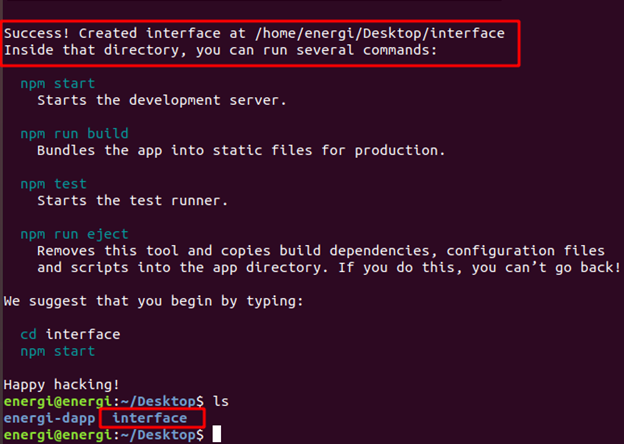 Success! Created interface at /home/energi/Desktop/interface
Inside that directory, you can run several commands:
npm start
Starts the development server.
npm run build
Bundles the app into static files for production.
npm test
Starts the test runner.
npm run eject
Removes this tool and copies build dependencies, configuration files
and scripts into the app directory. If you do this, you can’t go back!
We suggest that you begin by typing:
cd interface
npm start
Happy hacking!
energi@energi:~/Desktop$ ls
energi-dapp interface
energi@energi:~/Desktop$